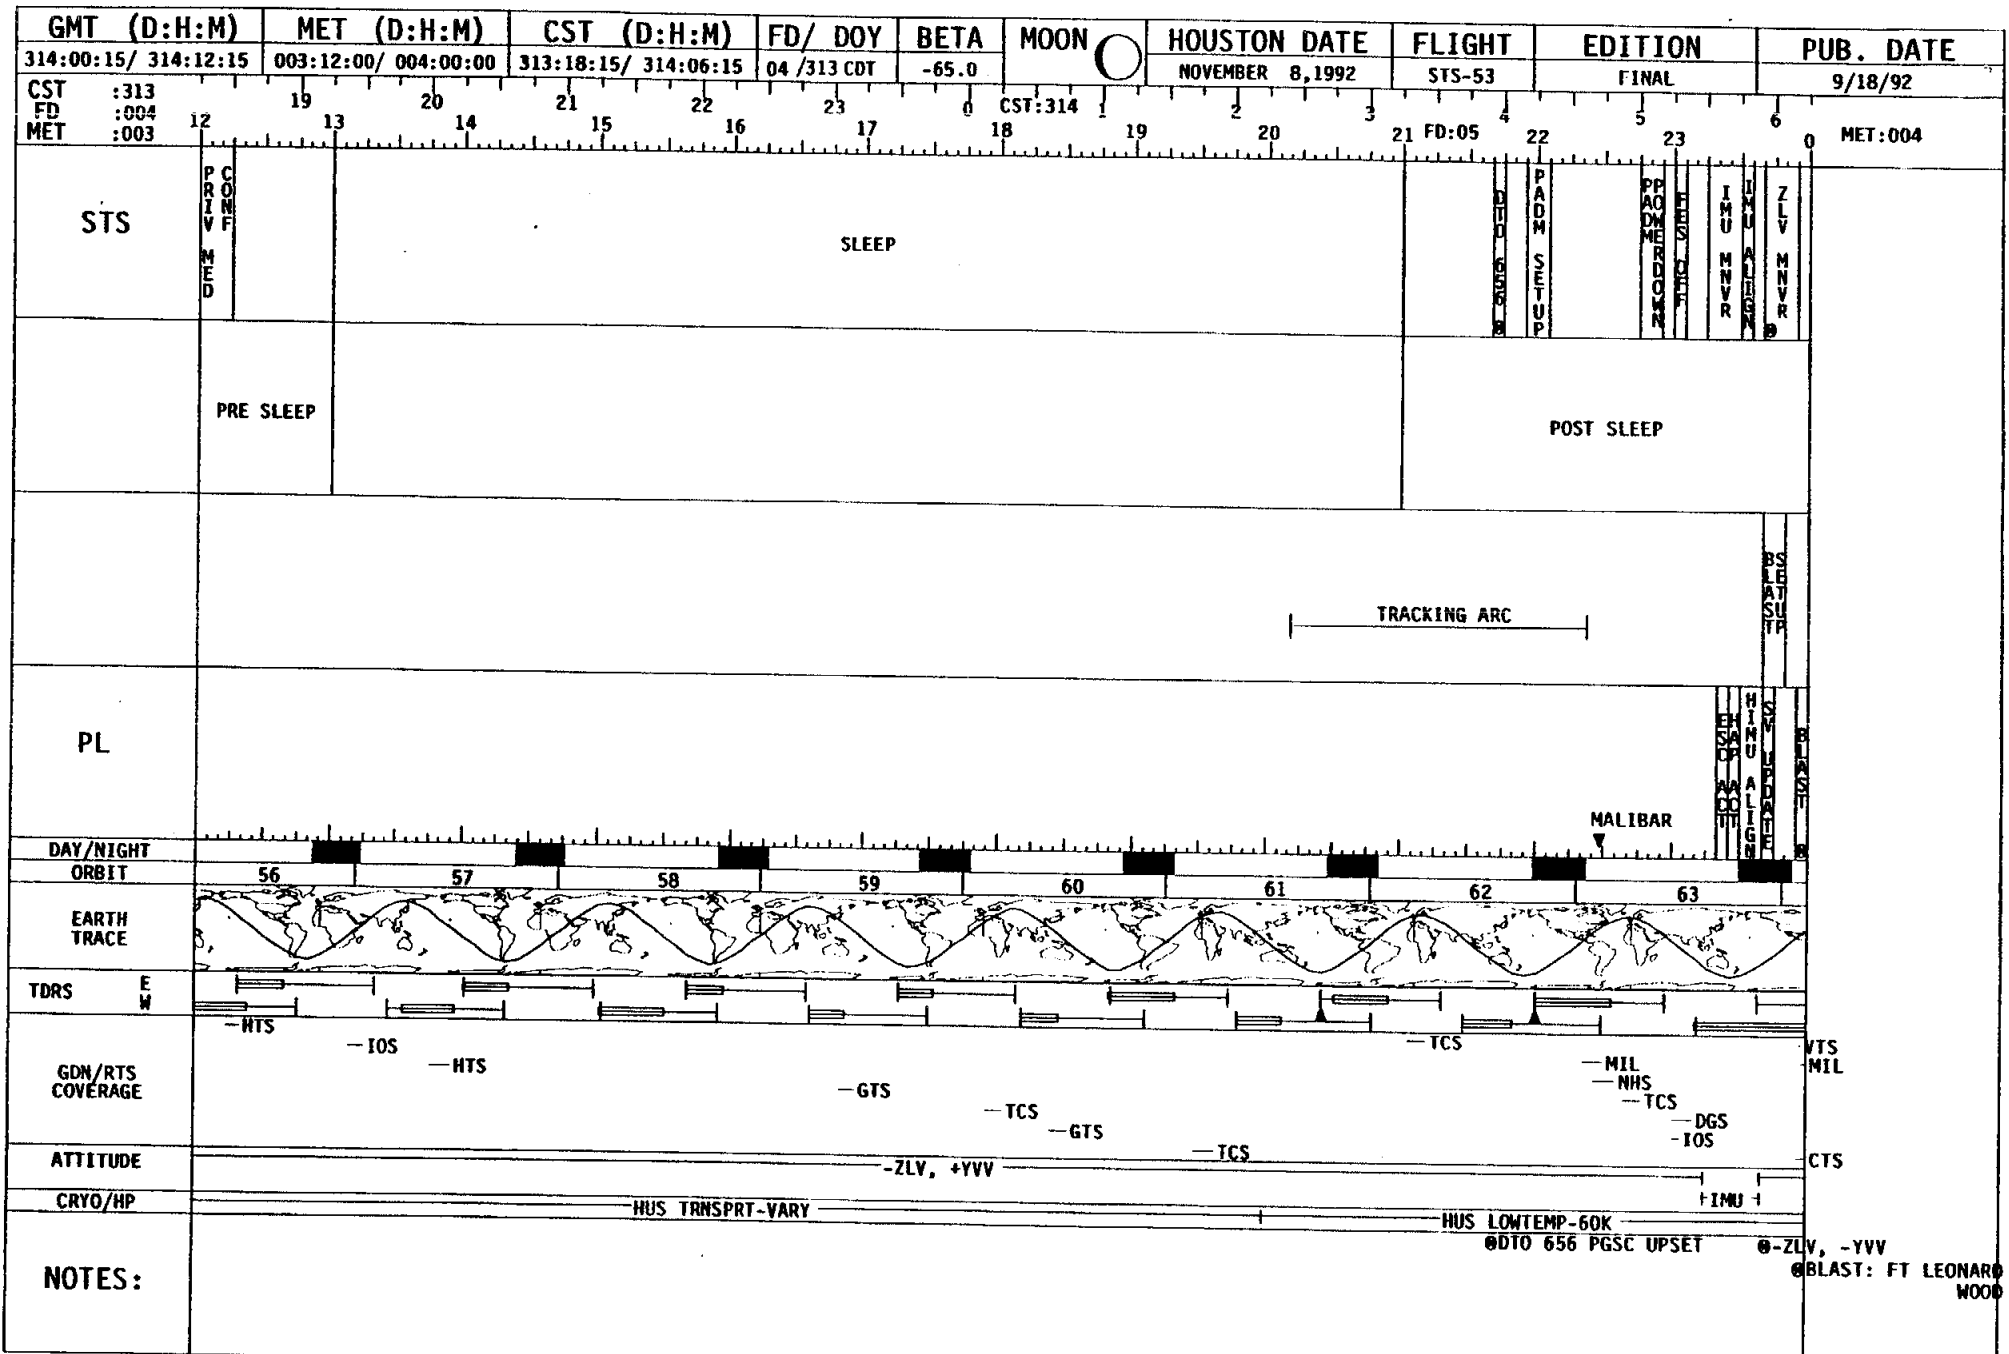 GMT (D:H:M) MET (D:H:M) CST (D:H:M) FD/ DOY BETA MOON HOUSTON DATE FLIGHT EDITION PUB. DATE
314:00:15/ 314:12:15 003:12:00/ 004:00:00 313:18:15/ 314:06:15 04 /313 CDT -65.0 NOVEMBER 8,1992 STS-53 FINAL 9/18/92
CST :313 19 20 21 22 23 0 CST:314 1 2 3 4 5 6
FD :004 FD:05
MET :003 12 13 14 15 16 17 18 19 20 21 22 23 0 MET:004
STS
PRIV MED CONF
SLEEP
DTO 656
PADM SETUP
PADM POWERDOWN
FES OFF
IMU MNVR
IMU ALIGN
ZLV MNVR
PRE SLEEP
POST SLEEP
TRACKING ARC
BLAST SETUP
PL
ESC ACT
HAP ACT
HIMU ALIGN
SV UPDATE
BLAST
MALIBAR
DAY/NIGHT
ORBIT 56 57 58 59 60 61 62 63
EARTH TRACE
TDRS E
W
GDN/RTS COVERAGE
HTS
IOS
HTS
GTS
TCS
GTS
TCS
TCS
MIL
NHS
TCS
DGS
IOS
VTS
MIL
CTS
ATTITUDE -ZLV, +YVV
IMU
CRYO/HP HUS TRNSPRT-VARY HUS LOWTEMP-60K
NOTES:
DTO 656 PGSC UPSET
-ZLV, -YVV
BLAST: FT LEONARD
WOOD